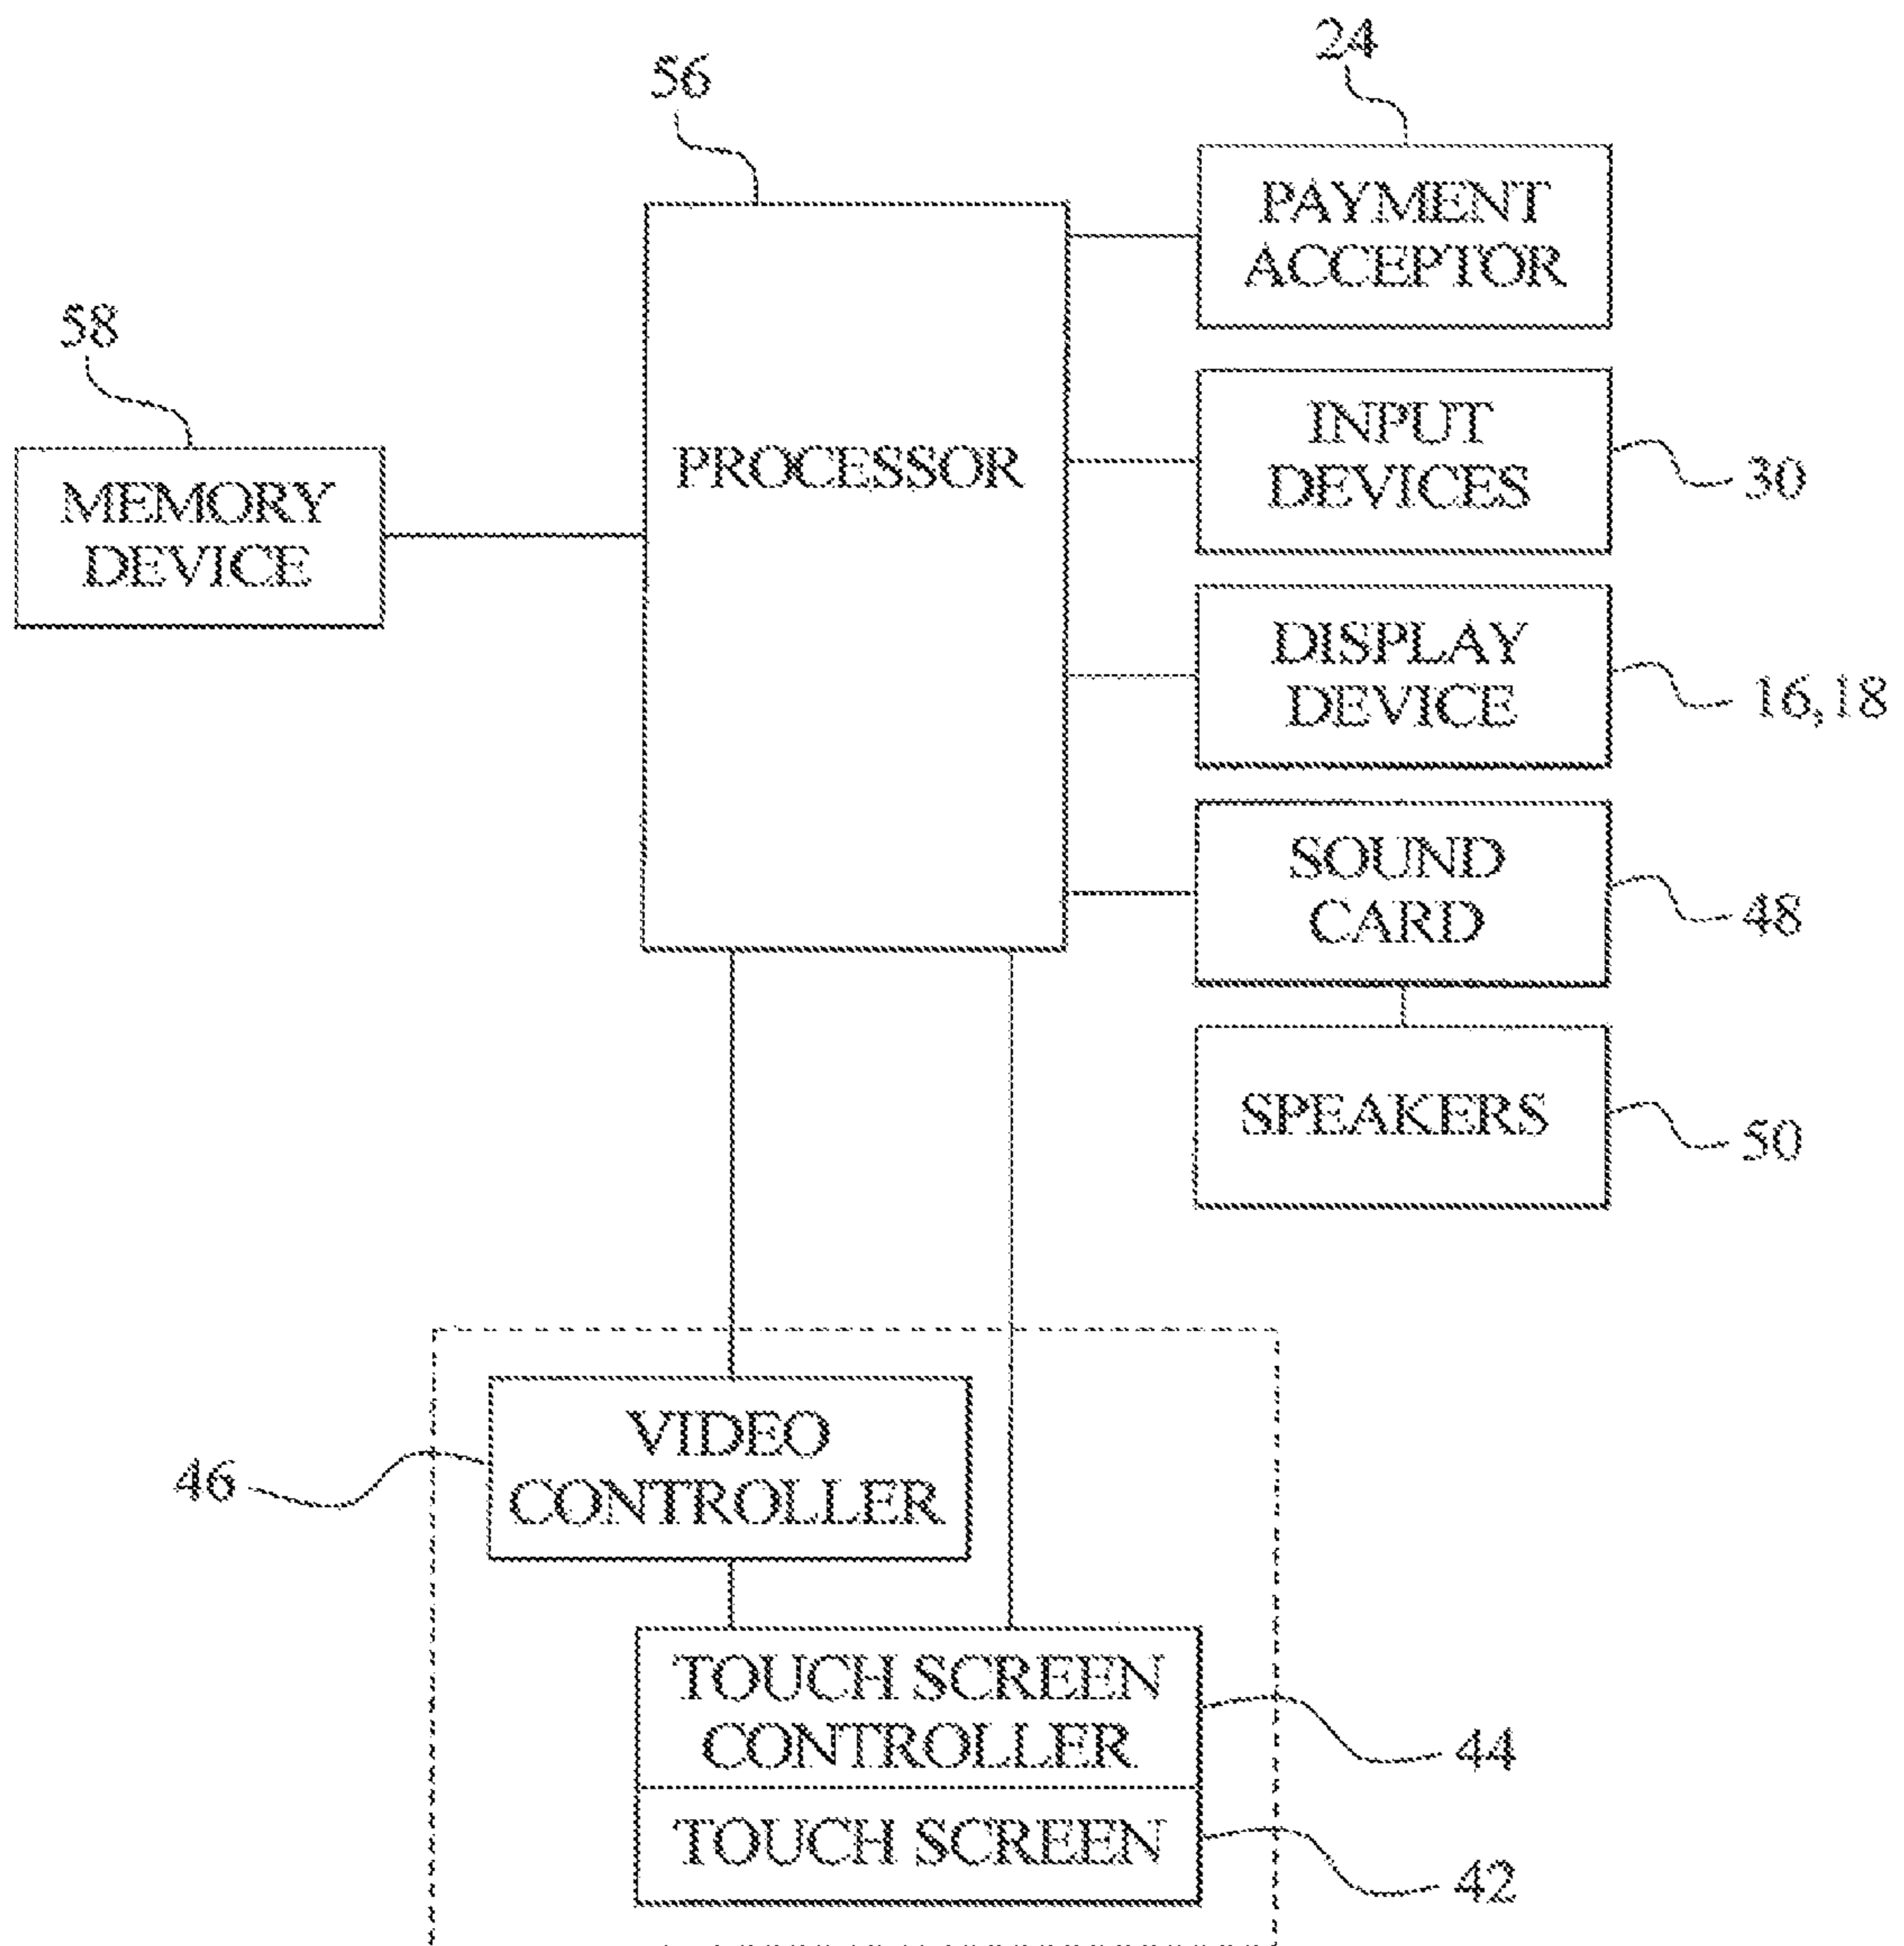 24
56
PAYMENT
ACCEPTOR
58
INPUT
DEVICES
30
PROCESSOR
MEMORY
DEVICE
DISPLAY
DEVICE
16,18
SOUND
CARD
48
SPEAKERS
50
VIDEO
CONTROLLER
46
TOUCH SCREEN
CONTROLLER
44
TOUCH SCREEN
42